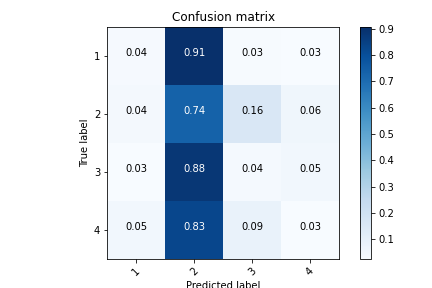 Confusion matrix
1 0.04 0.91 0.03 0.03
2 0.04 0.74 0.16 0.06
3 0.03 0.88 0.04 0.05
4 0.05 0.83 0.09 0.03
1 2 3 4
True label
Predicted label
0.9
0.8
0.7
0.6
0.5
0.4
0.3
0.2
0.1